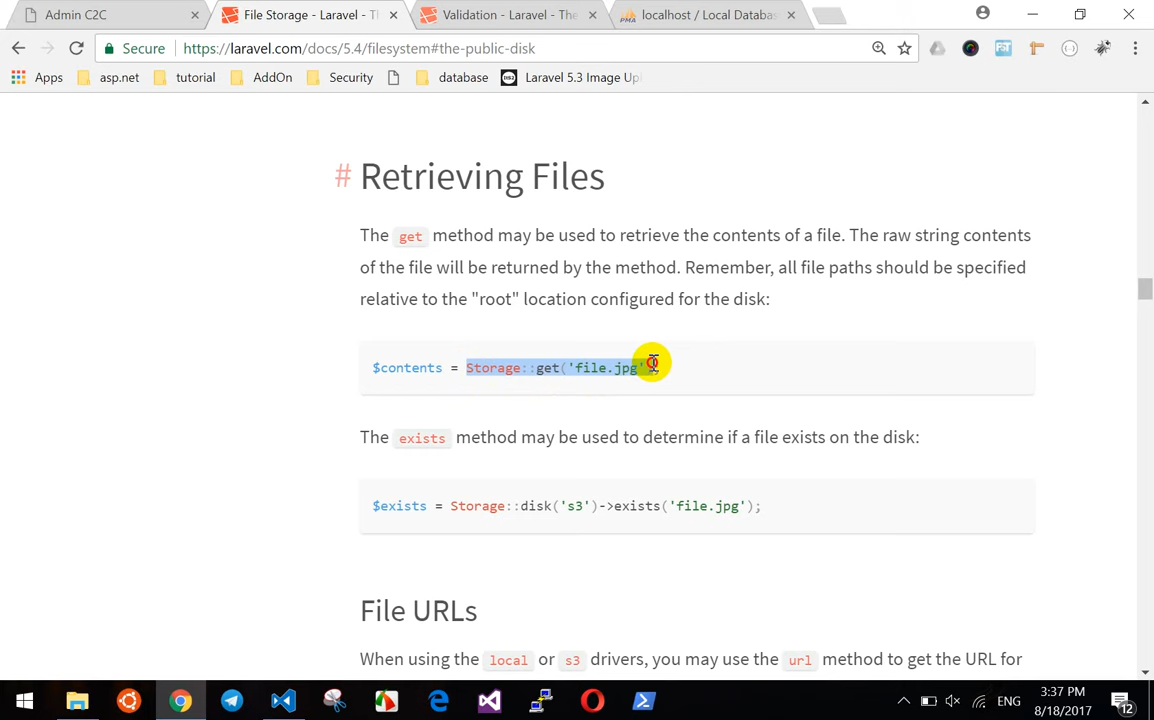 Admin C2C
File Storage - Laravel - Th
Validation - Laravel - The
localhost / Local Databas
Secure
https://laravel.com/docs/5.4/filesystem#the-public-disk
Apps
asp.net
tutorial
AddOn
Security
database
Laravel 5.3 Image Upl
# Retrieving Files
The get method may be used to retrieve the contents of a file. The raw string contents
of the file will be returned by the method. Remember, all file paths should be specified
relative to the "root" location configured for the disk:
$contents = Storage::get('file.jpg'
The exists method may be used to determine if a file exists on the disk:
$exists = Storage::disk('s3')->exists('file.jpg');
File URLs
When using the local or s3 drivers, you may use the url method to get the URL for
ENG
3:37 PM
8/18/2017
12